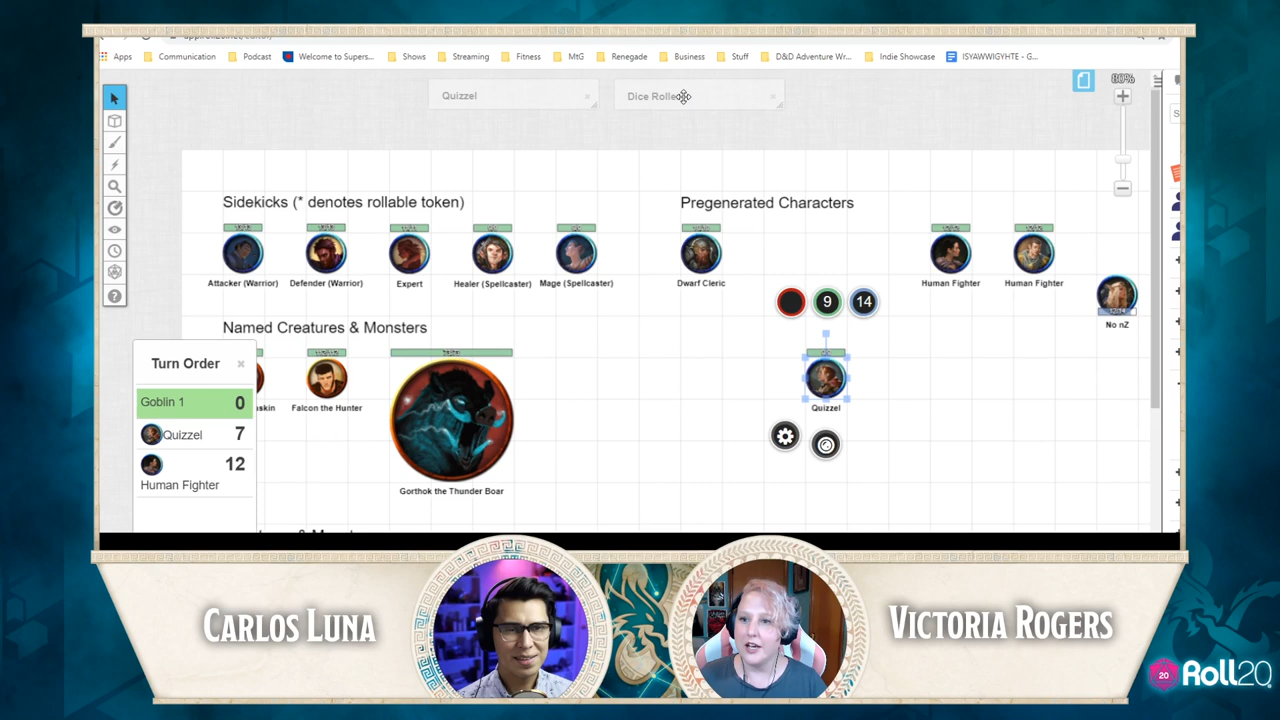 Apps Communication Podcast Welcome to Supers... Shows Streaming Fitness MtG Renegade Business Stuff D&D Adventure Wr... Indie Showcase ISYAWWIGYHTE - G...
Quizzel ×
Dice Rolle ×
80%
Sidekicks (* denotes rollable token)
Attacker (Warrior) Defender (Warrior) Expert Healer (Spellcaster) Mage (Spellcaster)
Pregenerated Characters
Dwarf Cleric Human Fighter Human Fighter
No nZ
9 14
Quizzel
Named Creatures & Monsters
Falcon the Hunter
Gorthok the Thunder Boar
Turn Order ×
Goblin 1 0
Quizzel 7
Human Fighter 12
CARLOS LUNA
VICTORIA ROGERS
20 Roll20